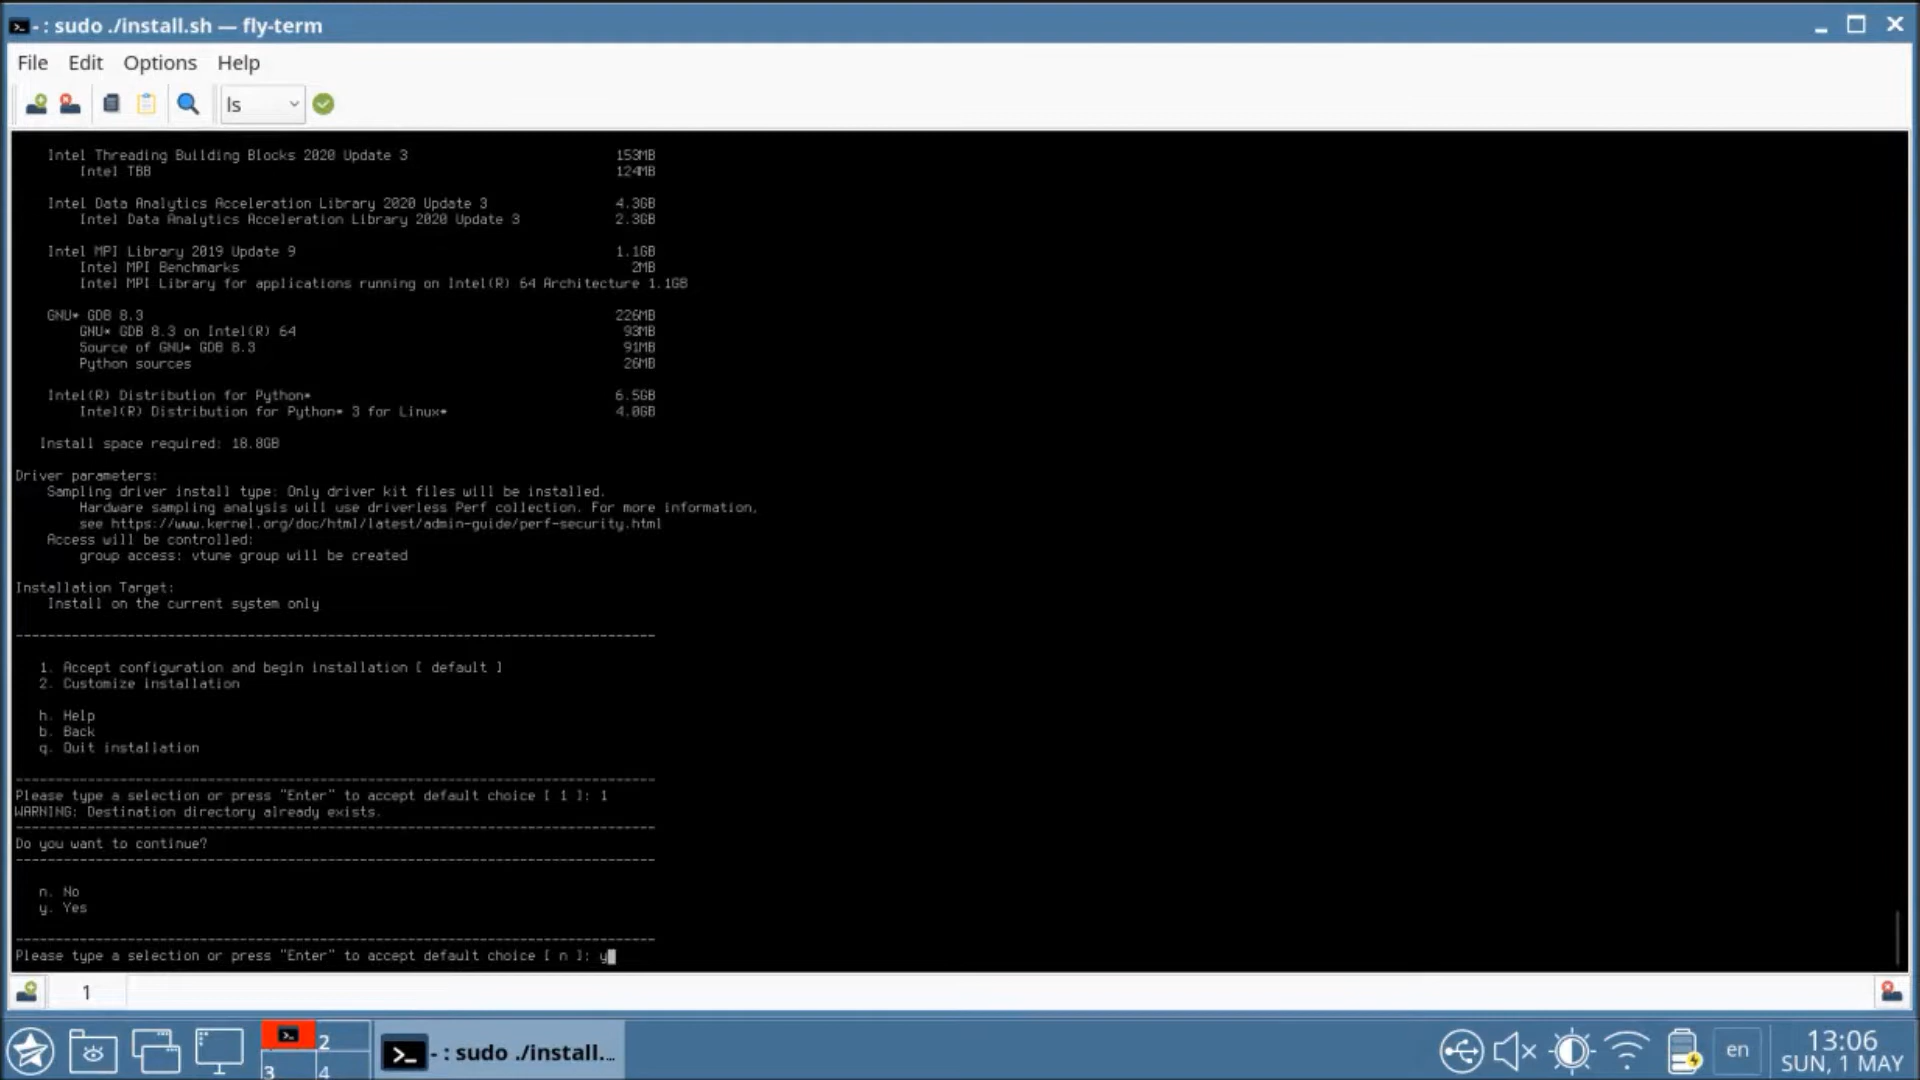 - : sudo ./install.sh — fly-term
File Edit Options Help
ls
Intel Threading Building Blocks 2020 Update 3 153MB
Intel TBB 124MB
Intel Data Analytics Acceleration Library 2020 Update 3 4.3GB
Intel Data Analytics Acceleration Library 2020 Update 3 2.3GB
Intel MPI Library 2019 Update 9 1.1GB
Intel MPI Benchmarks 2MB
Intel MPI Library for applications running on Intel(R) 64 Architecture 1.1GB
GNU* GDB 8.3 226MB
GNU* GDB 8.3 on Intel(R) 64 93MB
Source of GNU* GDB 8.3 91MB
Python sources 26MB
Intel(R) Distribution for Python* 6.5GB
Intel(R) Distribution for Python* 3 for Linux* 4.0GB
Install space required: 18.8GB
Driver parameters:
Sampling driver install type: Only driver kit files will be installed.
Hardware sampling analysis will use driverless Perf collection. For more information,
see https://www.kernel.org/doc/html/latest/admin-guide/perf-security.html
Access will be controlled:
group access: vtune group will be created
Installation Target:
Install on the current system only
--------------------------------------------------------------------------------
1. Accept configuration and begin installation [ default ]
2. Customize installation
h. Help
b. Back
q. Quit installation
--------------------------------------------------------------------------------
Please type a selection or press "Enter" to accept default choice [ 1 ]: 1
WARNING: Destination directory already exists.
--------------------------------------------------------------------------------
Do you want to continue?
--------------------------------------------------------------------------------
n. No
y. Yes
--------------------------------------------------------------------------------
Please type a selection or press "Enter" to accept default choice [ n ]: y
1
2
3 4
- : sudo ./install....
en
13:06
SUN, 1 MAY